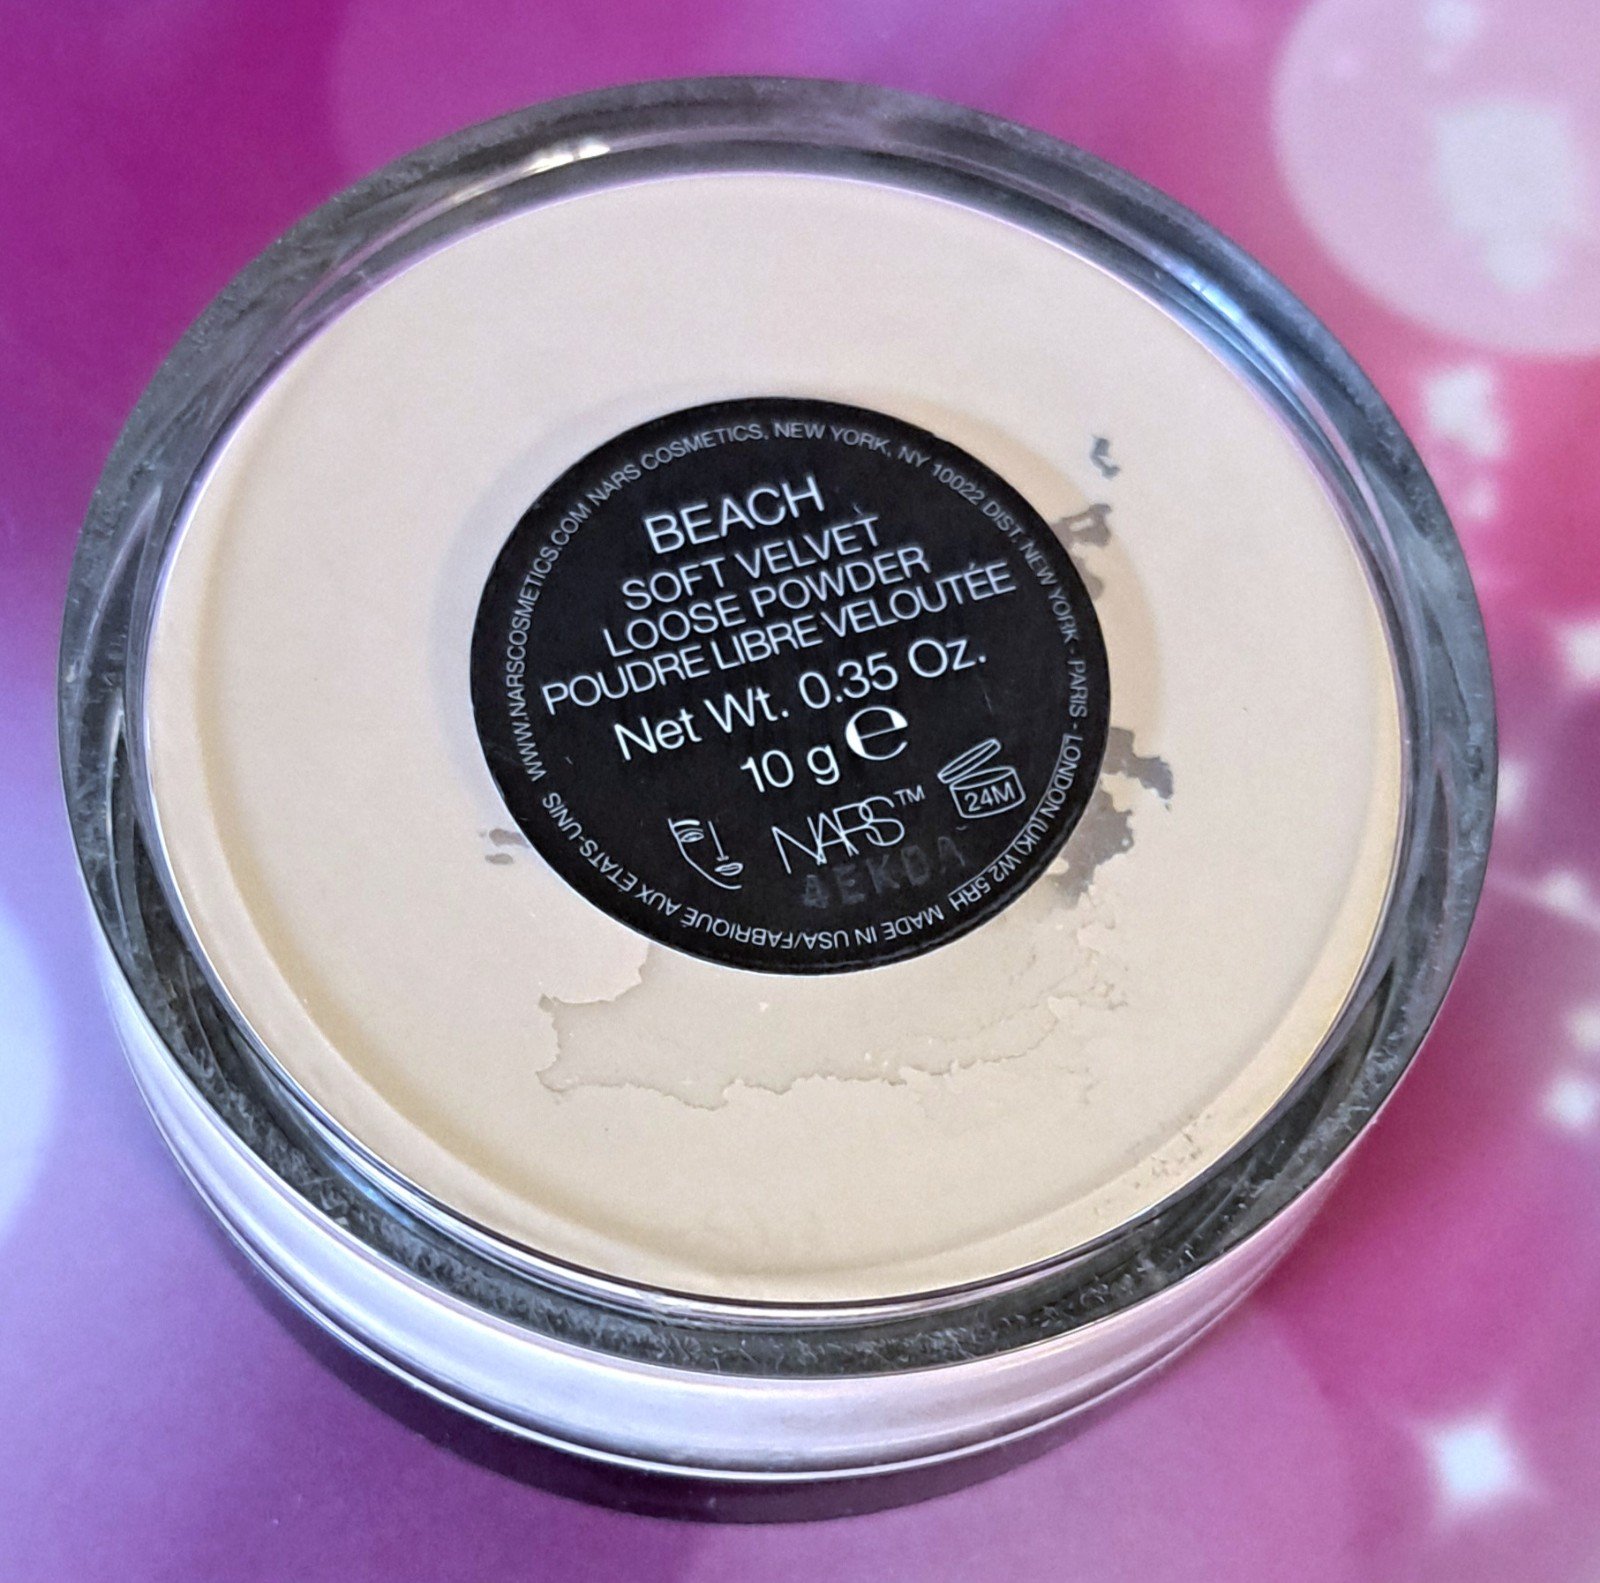 BEACH
SOFT VELVET
LOOSE POWDER
POUDRE LIBRE VELOUTÉE
Net Wt. 0.35 Oz.
10 g ℮
NARS™
24M
4EKDA
WWW.NARSCOSMETICS.COM NARS COSMETICS, NEW YORK, NY 10022 DIST. NEW YORK - PARIS - LONDON (UK) W2 5RH MADE IN USA/FABRIQUÉ AUX ÉTATS-UNIS